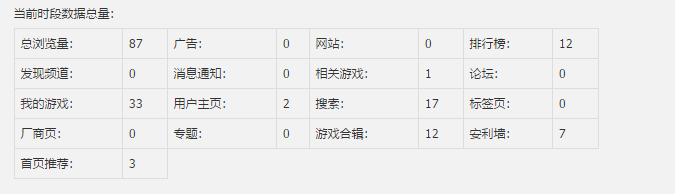 当前时段数据总量：
总浏览量： 87 广告： 0 网站： 0 排行榜： 12
发现频道： 0 消息通知： 0 相关游戏： 1 论坛： 0
我的游戏： 33 用户主页： 2 搜索： 17 标签页： 0
厂商页： 0 专题： 0 游戏合辑： 12 安利墙： 7
首页推荐： 3